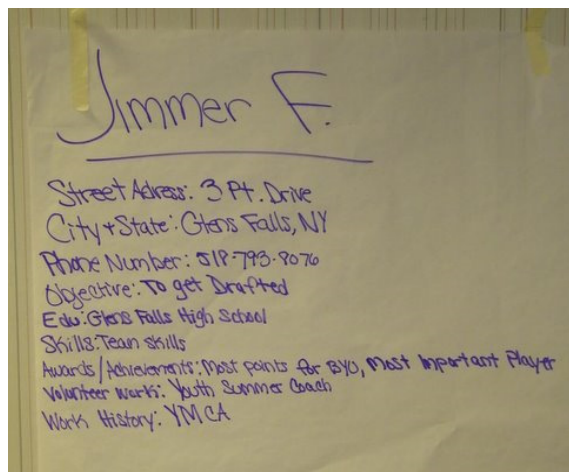 Jimmer F.
Street Adress: 3 Pt. Drive
City + State: Glens Falls, NY
Phone Number: 518-793-8076
Objective: To get Drafted
Edu: Glens Falls High School
Skills: Team skills
Awards/Achievements: Most points for BYU, Most Important Player
Volunteer work: Youth Summer Coach
Work History: YMCA